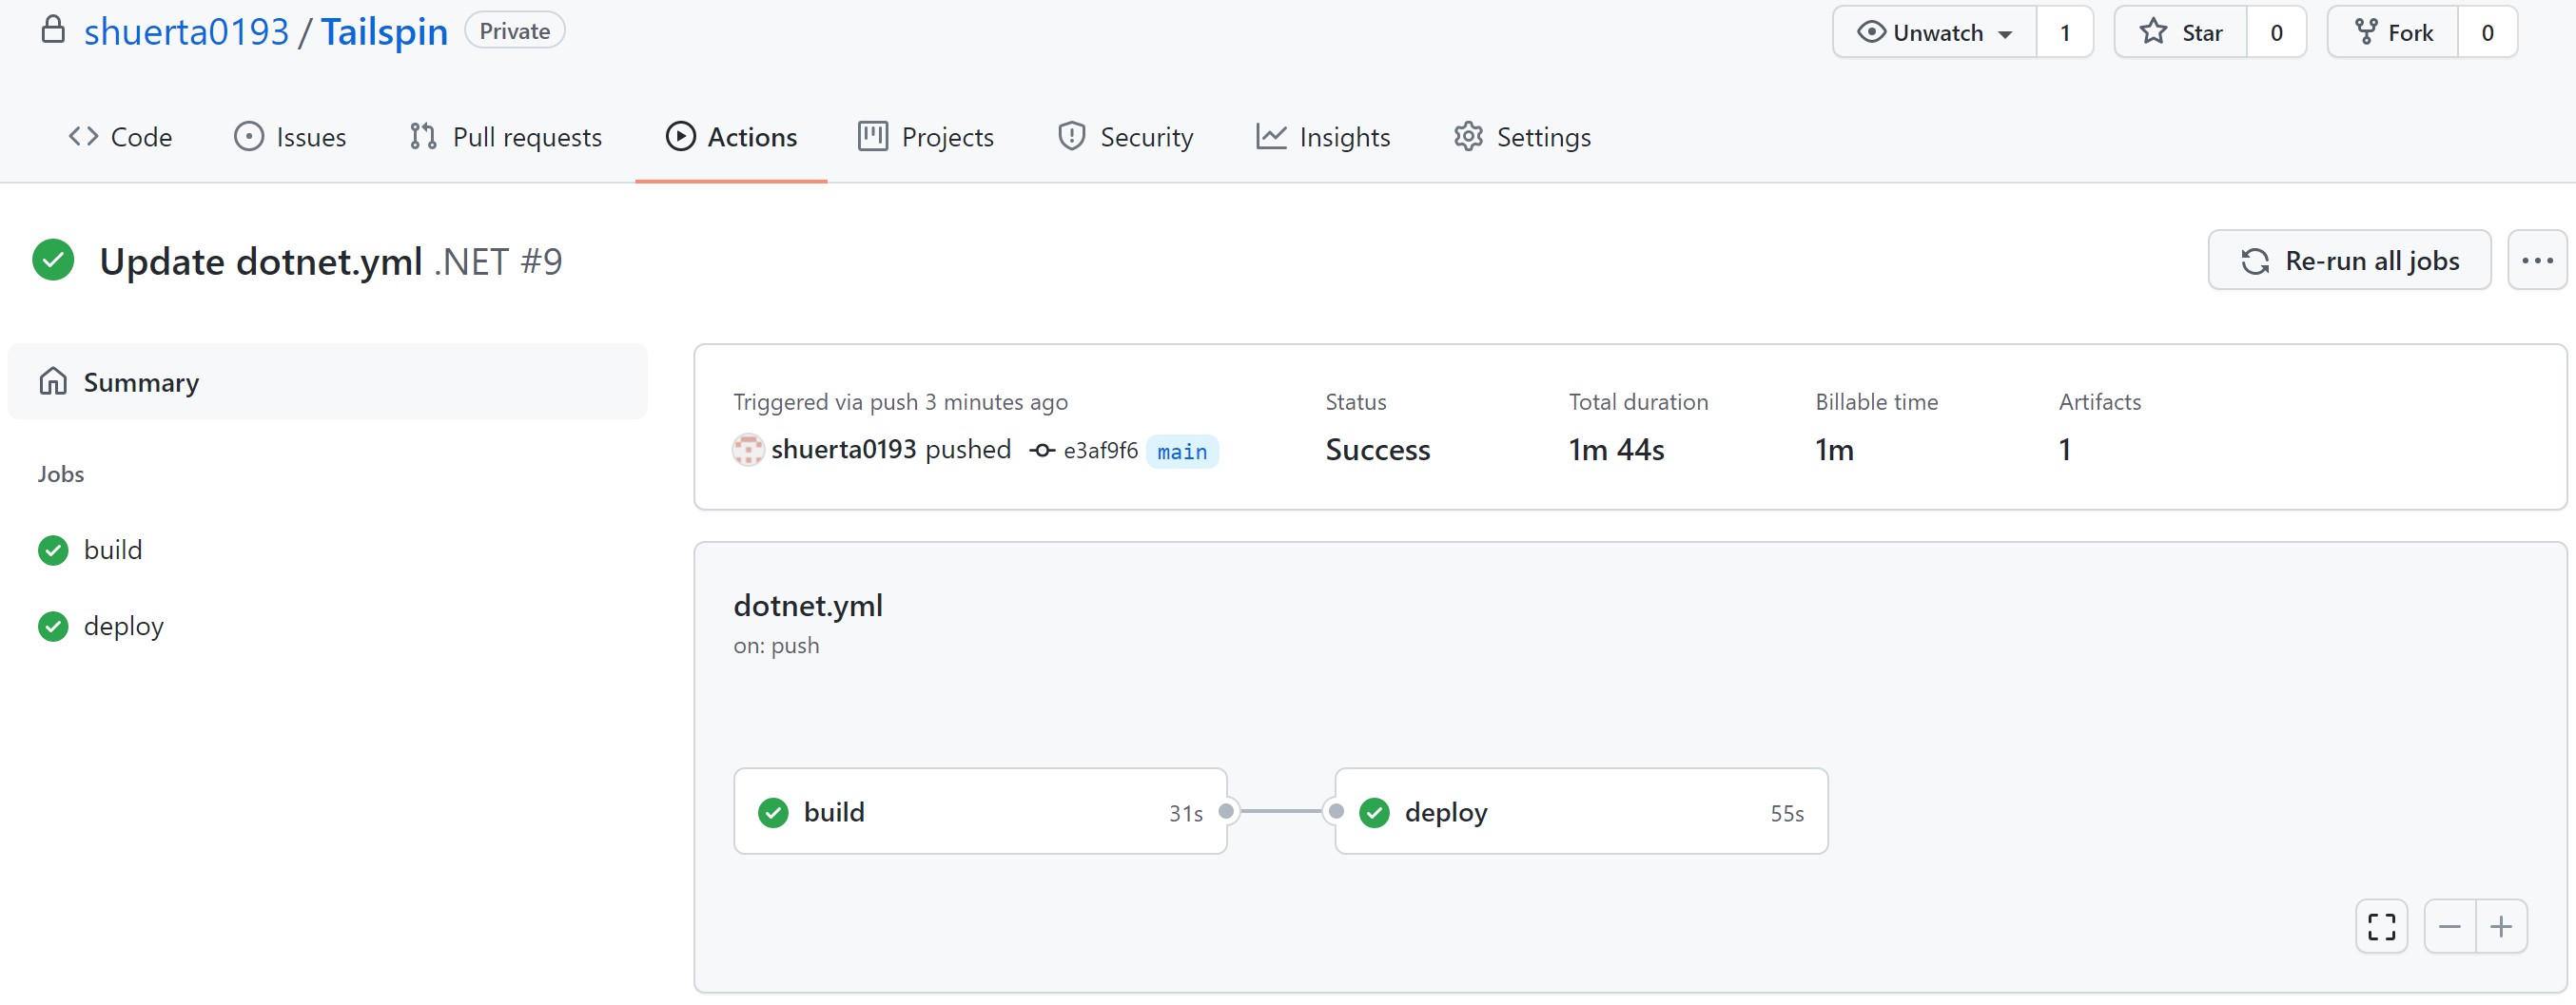 shuerta0193 / Tailspin Private Unwatch 1 Star 0 Fork 0
Code Issues Pull requests Actions Projects Security Insights Settings
Update dotnet.yml .NET #9 Re-run all jobs
Summary
Jobs
build
deploy
Triggered via push 3 minutes ago Status Total duration Billable time Artifacts
shuerta0193 pushed e3af9f6 main Success 1m 44s 1m 1
dotnet.yml
on: push
build 31s deploy 55s